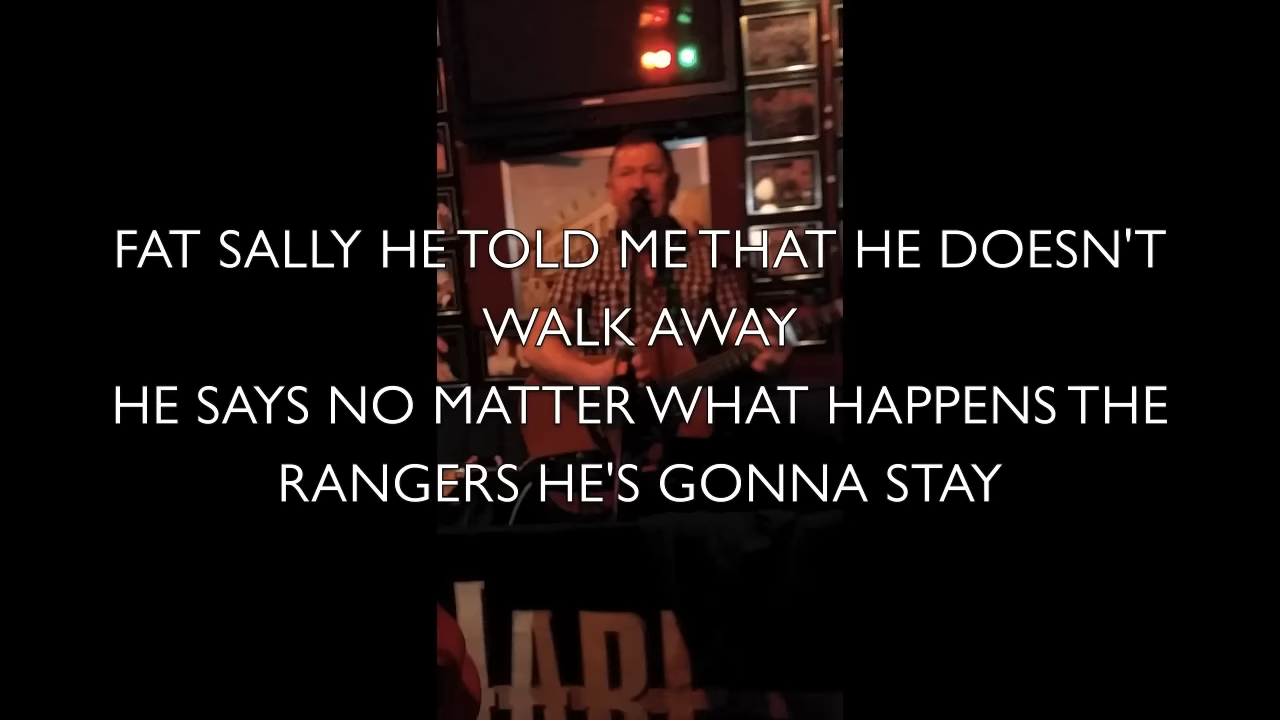 FAT SALLY HE TOLD ME THAT HE DOESN'T
WALK AWAY
HE SAYS NO MATTER WHAT HAPPENS THE
RANGERS HE'S GONNA STAY